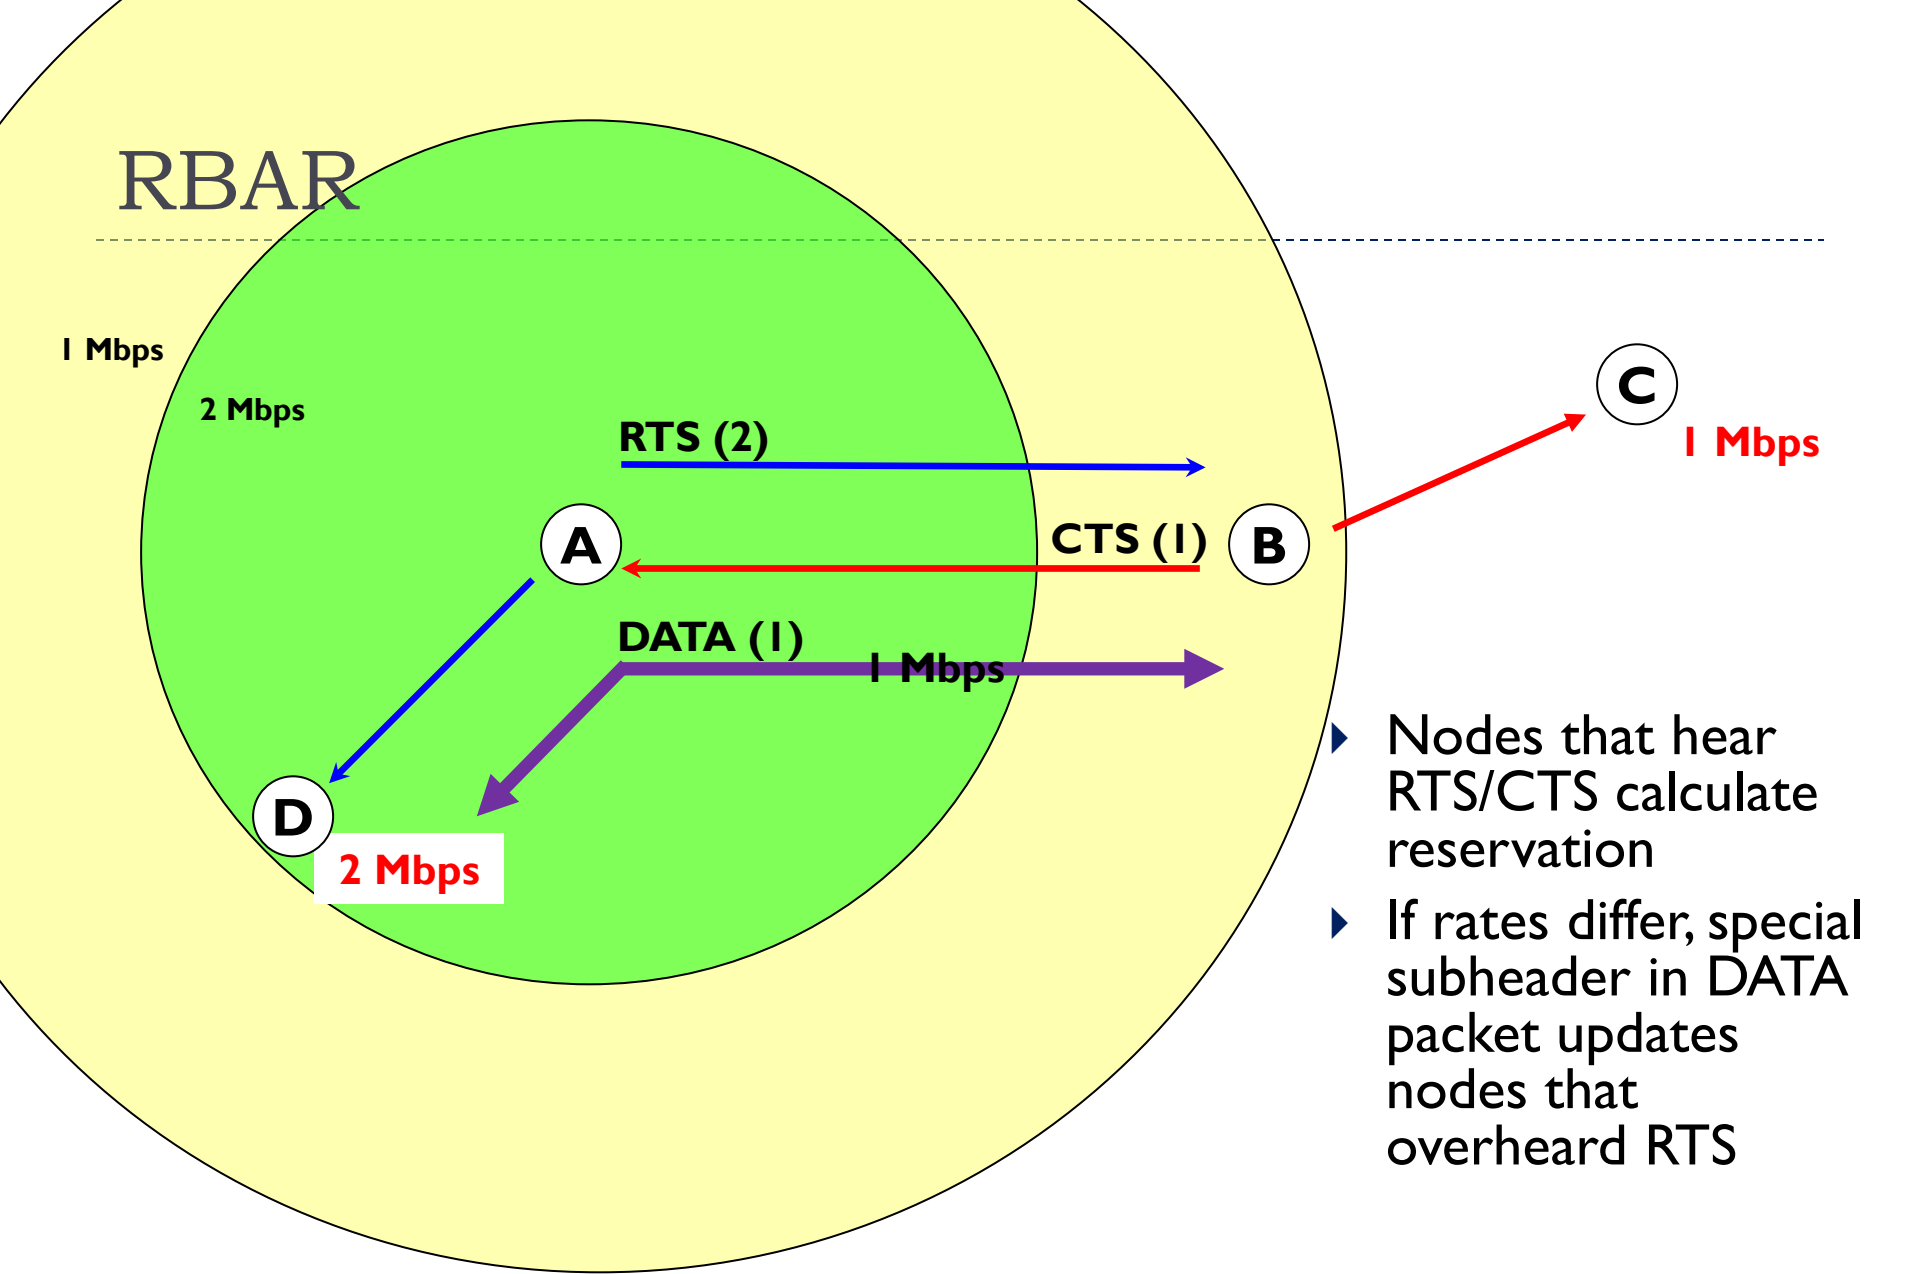 RBAR
1 Mbps
2 Mbps
RTS (2)
C
1 Mbps
A
CTS (1)
B
DATA (1)
1 Mbps
D
2 Mbps
Nodes that hear
RTS/CTS calculate
reservation
If rates differ, special
subheader in DATA
packet updates
nodes that
overheard RTS